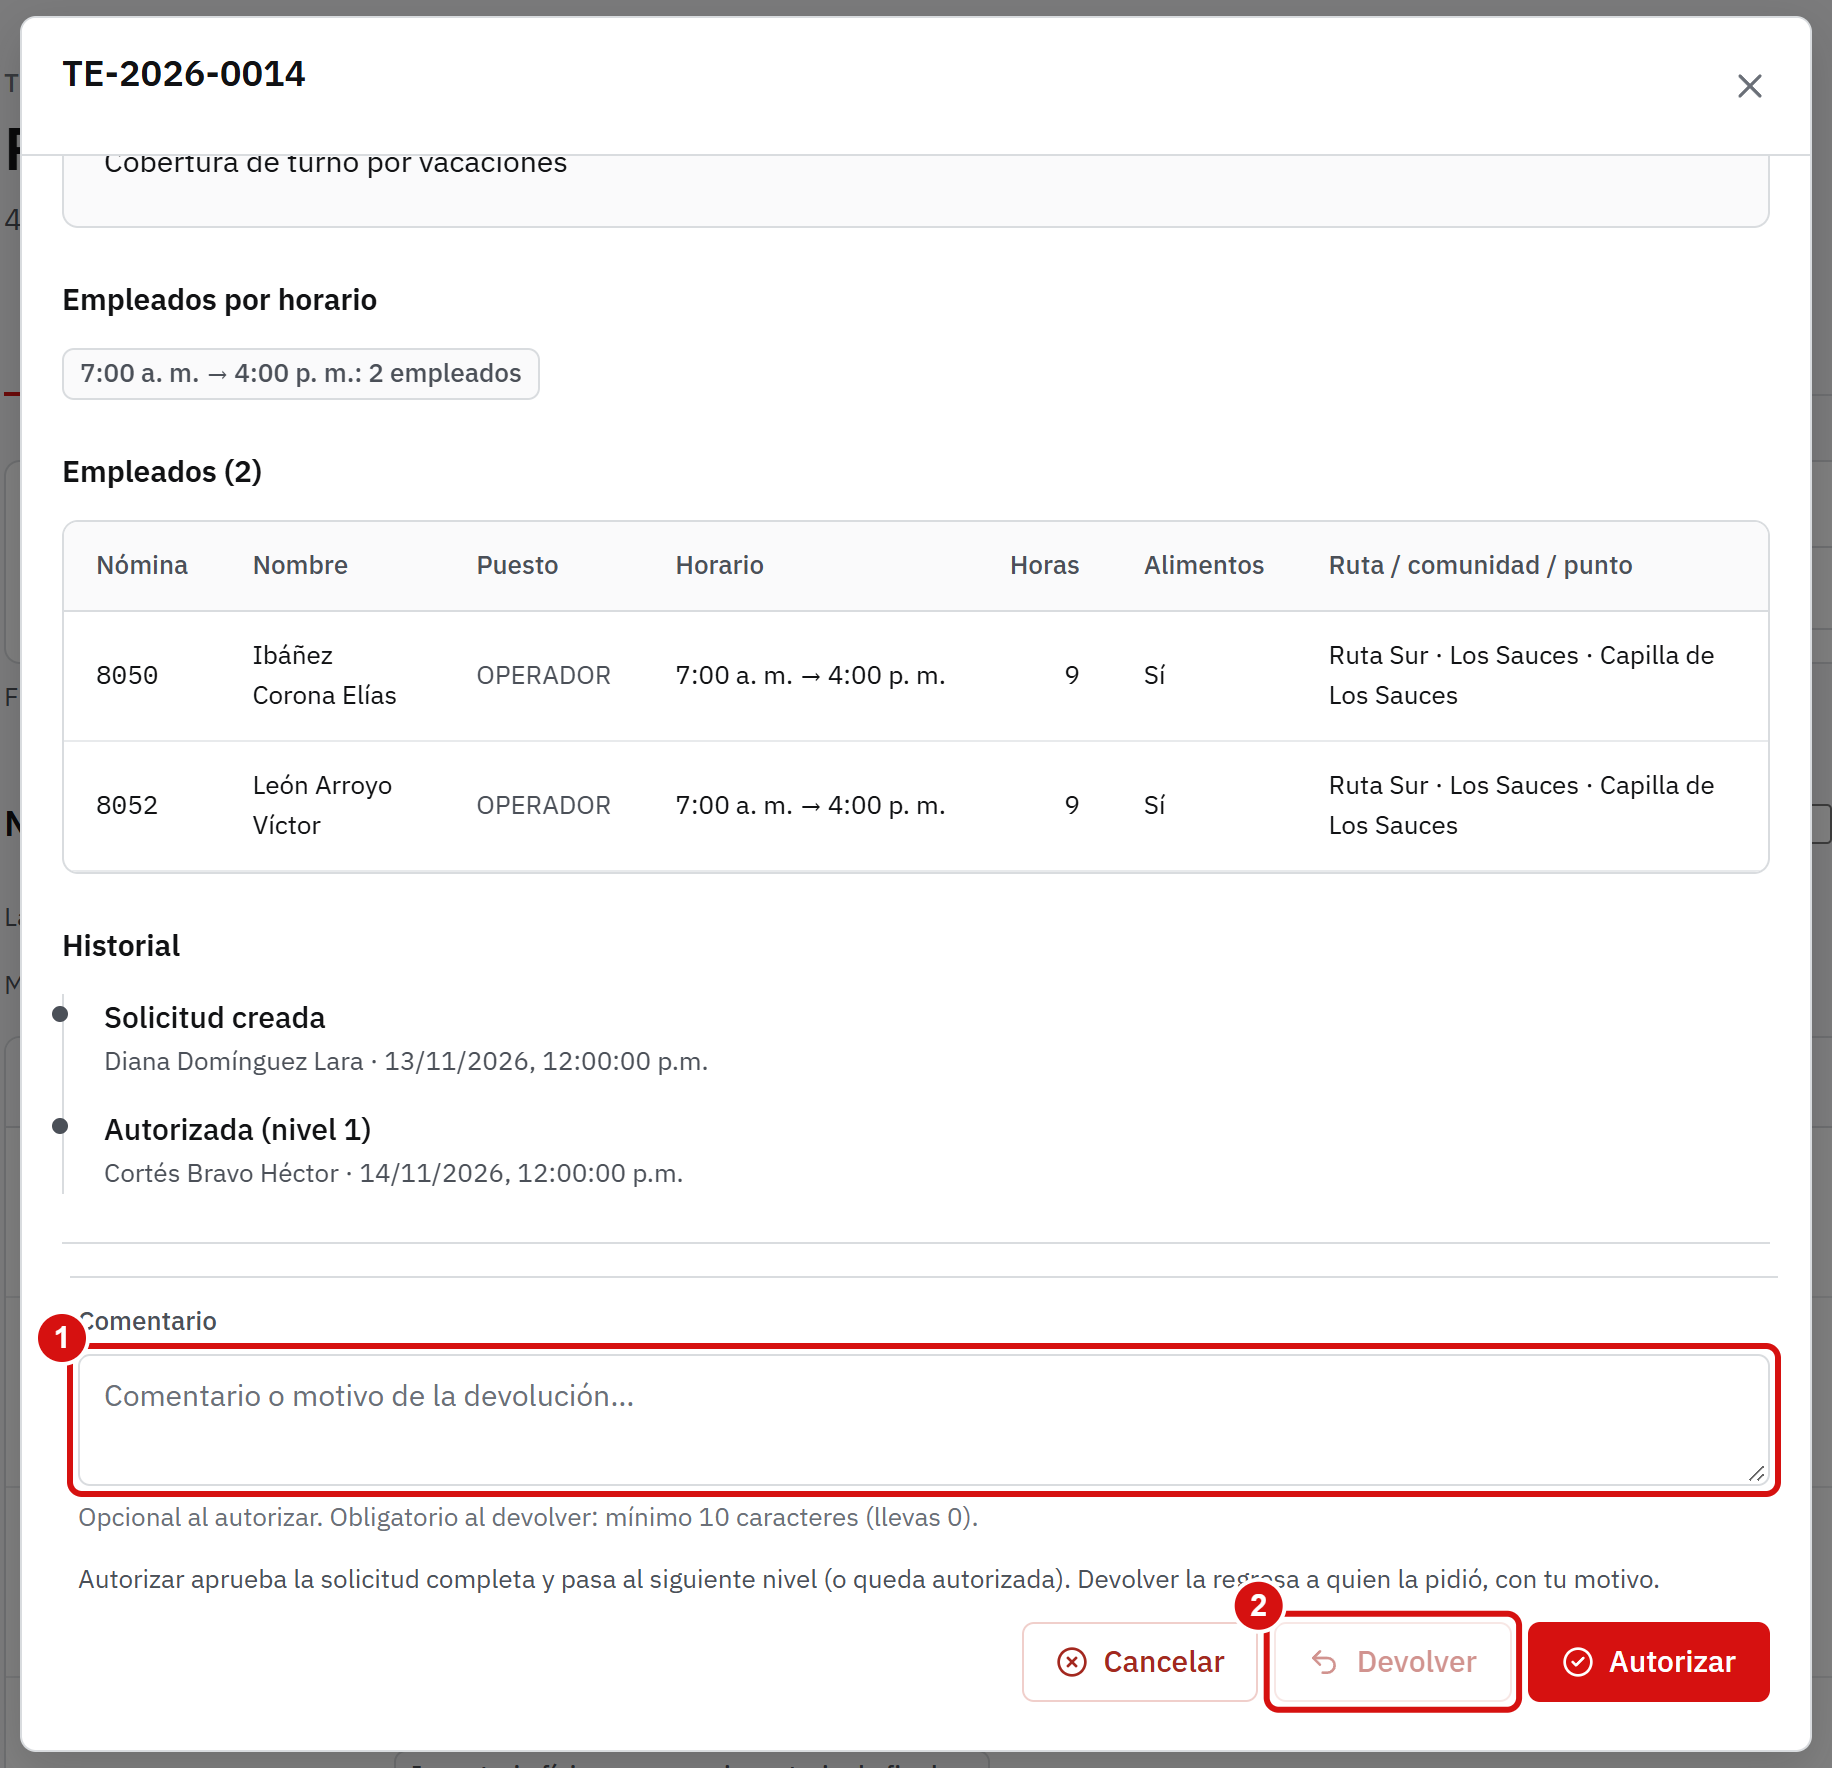 TE-2026-0014
Cobertura de turno por vacaciones
Empleados por horario
7:00 a. m. → 4:00 p. m.: 2 empleados
Empleados (2)
Nómina Nombre Puesto Horario Horas Alimentos Ruta / comunidad / punto
8050 Ibáñez Corona Elías OPERADOR 7:00 a. m. → 4:00 p. m. 9 Sí Ruta Sur · Los Sauces · Capilla de Los Sauces
8052 León Arroyo Víctor OPERADOR 7:00 a. m. → 4:00 p. m. 9 Sí Ruta Sur · Los Sauces · Capilla de Los Sauces
Historial
Solicitud creada
Diana Domínguez Lara · 13/11/2026, 12:00:00 p.m.
Autorizada (nivel 1)
Cortés Bravo Héctor · 14/11/2026, 12:00:00 p.m.
1
Comentario
Comentario o motivo de la devolución...
Opcional al autorizar. Obligatorio al devolver: mínimo 10 caracteres (llevas 0).
Autorizar aprueba la solicitud completa y pasa al siguiente nivel (o queda autorizada). Devolver la regresa a quien la pidió, con tu motivo.
2
Cancelar Devolver Autorizar